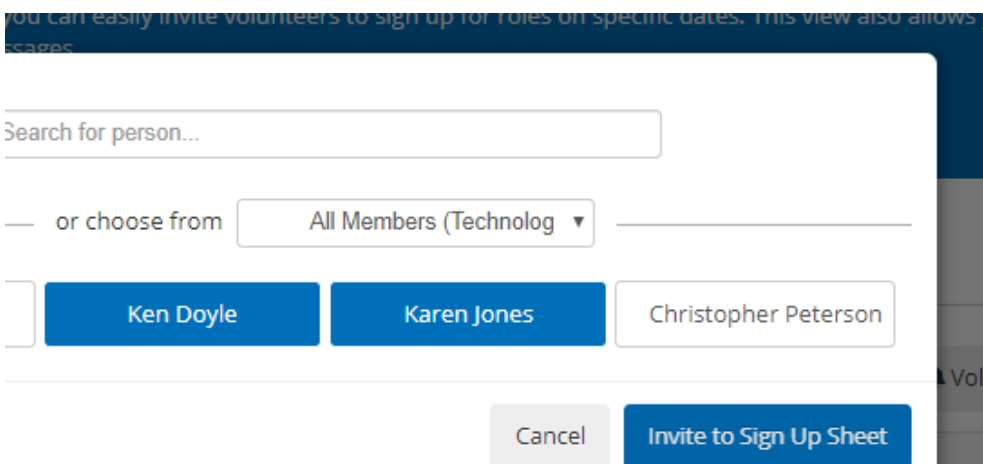 you can easily invite volunteers to sign up for roles on specific dates. This view also allows
ssages
Search for person...
or choose from
All Members (Technolog
Ken Doyle
Karen Jones
Christopher Peterson
Vol
Cancel
Invite to Sign Up Sheet